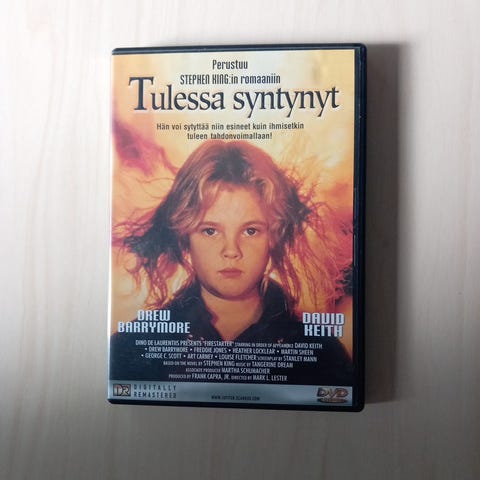 Perustuu
STEPHEN KING:in romaaniin
Tulessa syntynyt
Hän voi sytyttää niin esineet kuin ihmisetkin
tuleen tahdonvoimallaan!
DREW
BARRYMORE
DAVID
KEITH
DINO DE LAURENTIIS PRESENTS "FIRESTARTER" STARRING IN ORDER OF APPEARANCE DAVID KEITH
• DREW BARRYMORE • FREDDIE JONES • HEATHER LOCKLEAR • MARTIN SHEEN
• GEORGE C. SCOTT • ART CARNEY • LOUISE FLETCHER • SCREENPLAY BY STANLEY MANN
BASED ON THE NOVEL BY STEPHEN KING MUSIC BY TANGERINE DREAM
ASSOCIATE PRODUCER MARTHA SCHUMACHER
PRODUCED BY FRANK CAPRA, JR. DIRECTED BY MARK L. LESTER
DR DIGITALLY
REMASTERED
DVD